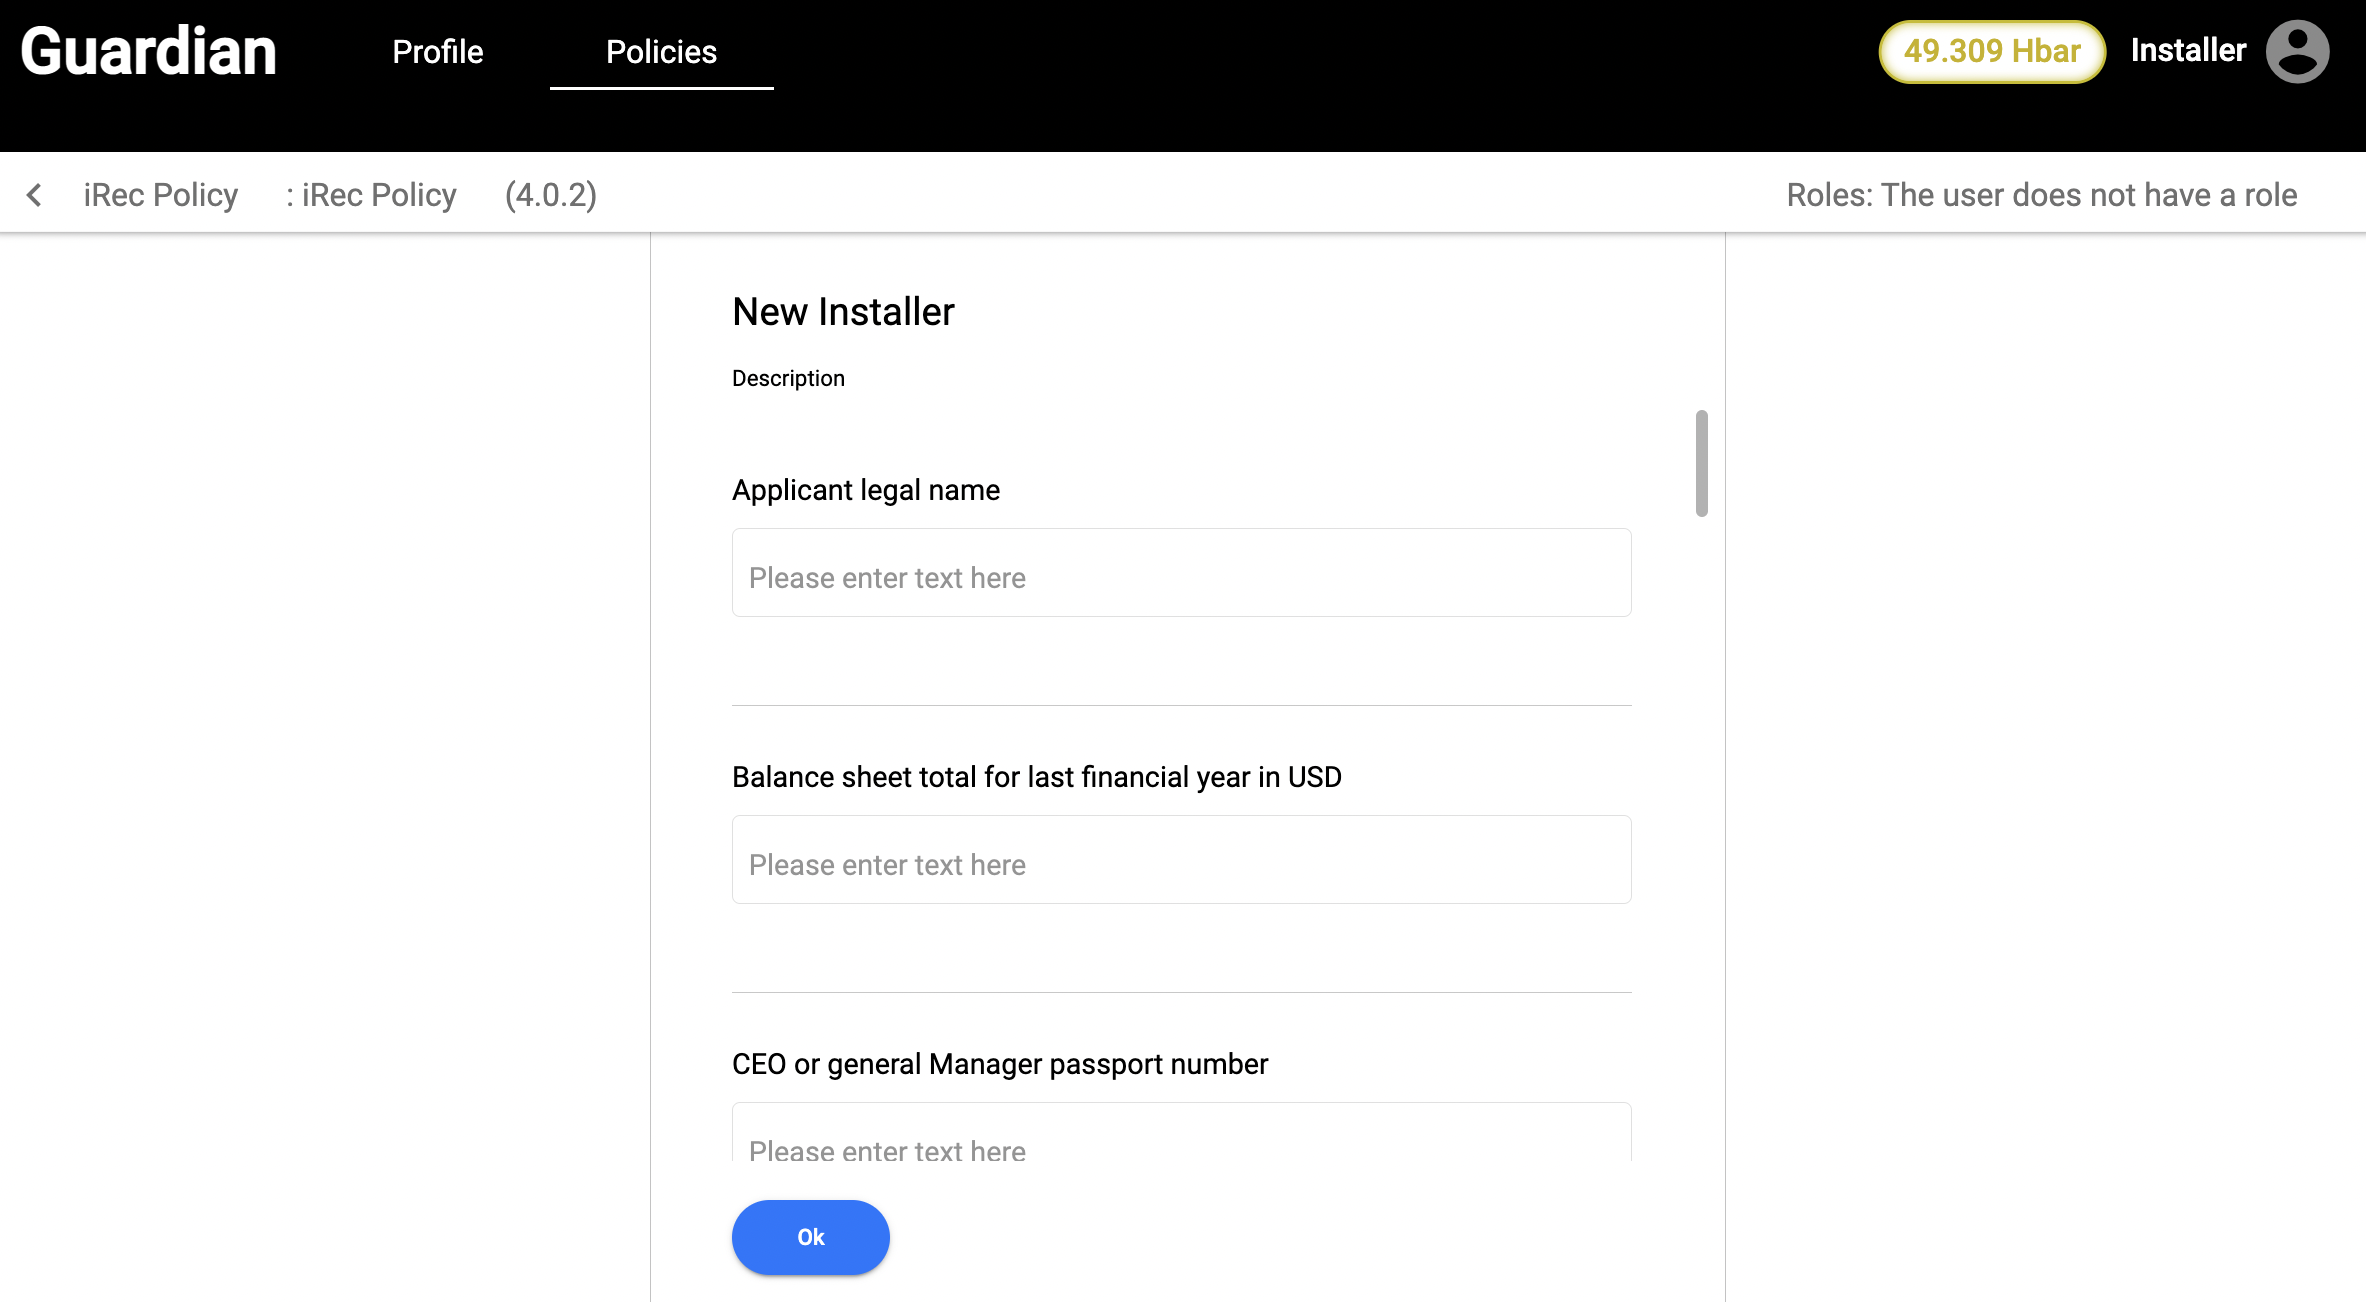 Guardian
Profile
Policies
49.309 Hbar
Installer
iRec Policy : iRec Policy (4.0.2)
Roles: The user does not have a role
New Installer
Description
Applicant legal name
Please enter text here
Balance sheet total for last financial year in USD
Please enter text here
CEO or general Manager passport number
Please enter text here
Ok